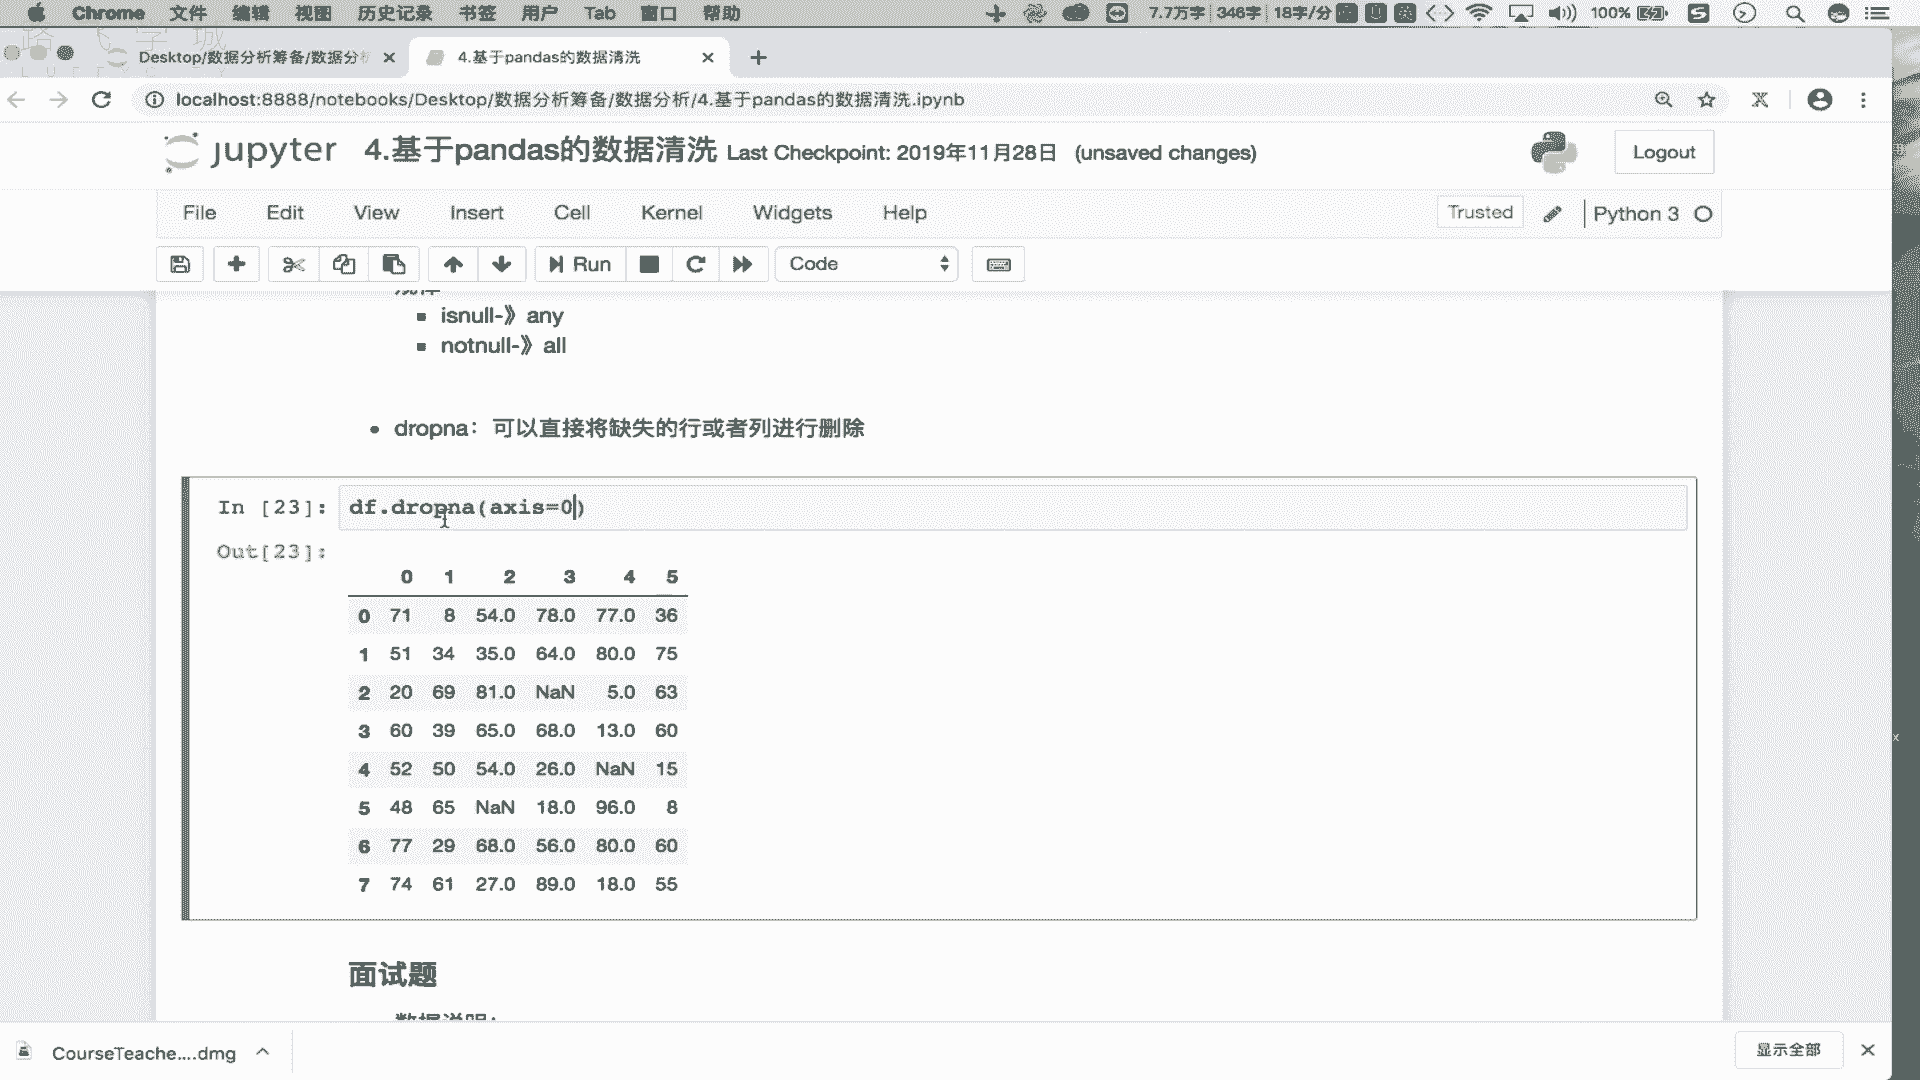 Chrome 文件 编辑 视图 历史记录 书签 用户 Tab 窗口 帮助 7.7万字 346字 18字/分 100%
Desktop/数据分析筹备/数据分析
4.基于pandas的数据清洗
localhost:8888/notebooks/Desktop/数据分析筹备/数据分析/4.基于pandas的数据清洗.ipynb
jupyter 4.基于pandas的数据清洗 Last Checkpoint: 2019年11月28日 (unsaved changes) Logout
File Edit View Insert Cell Kernel Widgets Help Trusted Python 3
Run Code
isnull-》any
notnull-》all
dropna：可以直接将缺失的行或者列进行删除
In [23]: df.dropna(axis=0)
Out[23]:
0 1 2 3 4 5
0 71 8 54.0 78.0 77.0 36
1 51 34 35.0 64.0 80.0 75
2 20 69 81.0 NaN 5.0 63
3 60 39 65.0 68.0 13.0 60
4 52 50 54.0 26.0 NaN 15
5 48 65 NaN 18.0 96.0 8
6 77 29 68.0 56.0 80.0 60
7 74 61 27.0 89.0 18.0 55
面试题
数据说明：
CourseTeache....dmg 显示全部